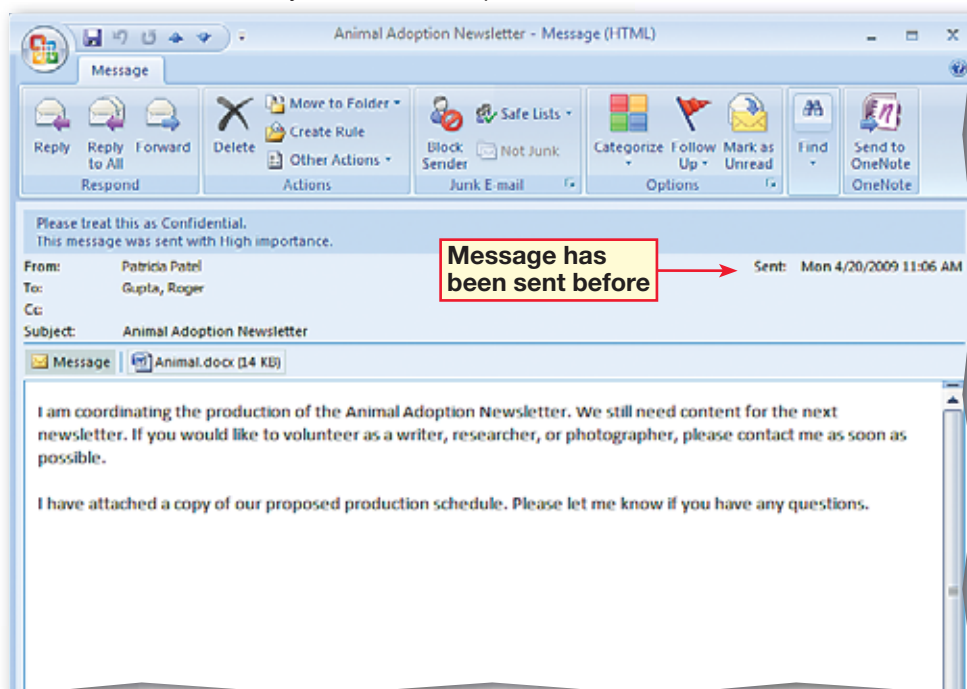 Animal Adoption Newsletter - Message (HTML)
Message
Reply
Reply to All
Forward
Respond
Delete
Move to Folder
Create Rule
Other Actions
Actions
Block Sender
Safe Lists
Not Junk
Junk E-mail
Categorize
Follow Up
Mark as Unread
Options
Find
Send to OneNote
OneNote
Please treat this as Confidential.
This message was sent with High importance.
Message has
been sent before
From: Patricia Patel
Sent: Mon 4/20/2009 11:06 AM
To: Gupta, Roger
Cc:
Subject: Animal Adoption Newsletter
Message Animal.docx (14 KB)
I am coordinating the production of the Animal Adoption Newsletter. We still need content for the next
newsletter. If you would like to volunteer as a writer, researcher, or photographer, please contact me as soon as
possible.
I have attached a copy of our proposed production schedule. Please let me know if you have any questions.